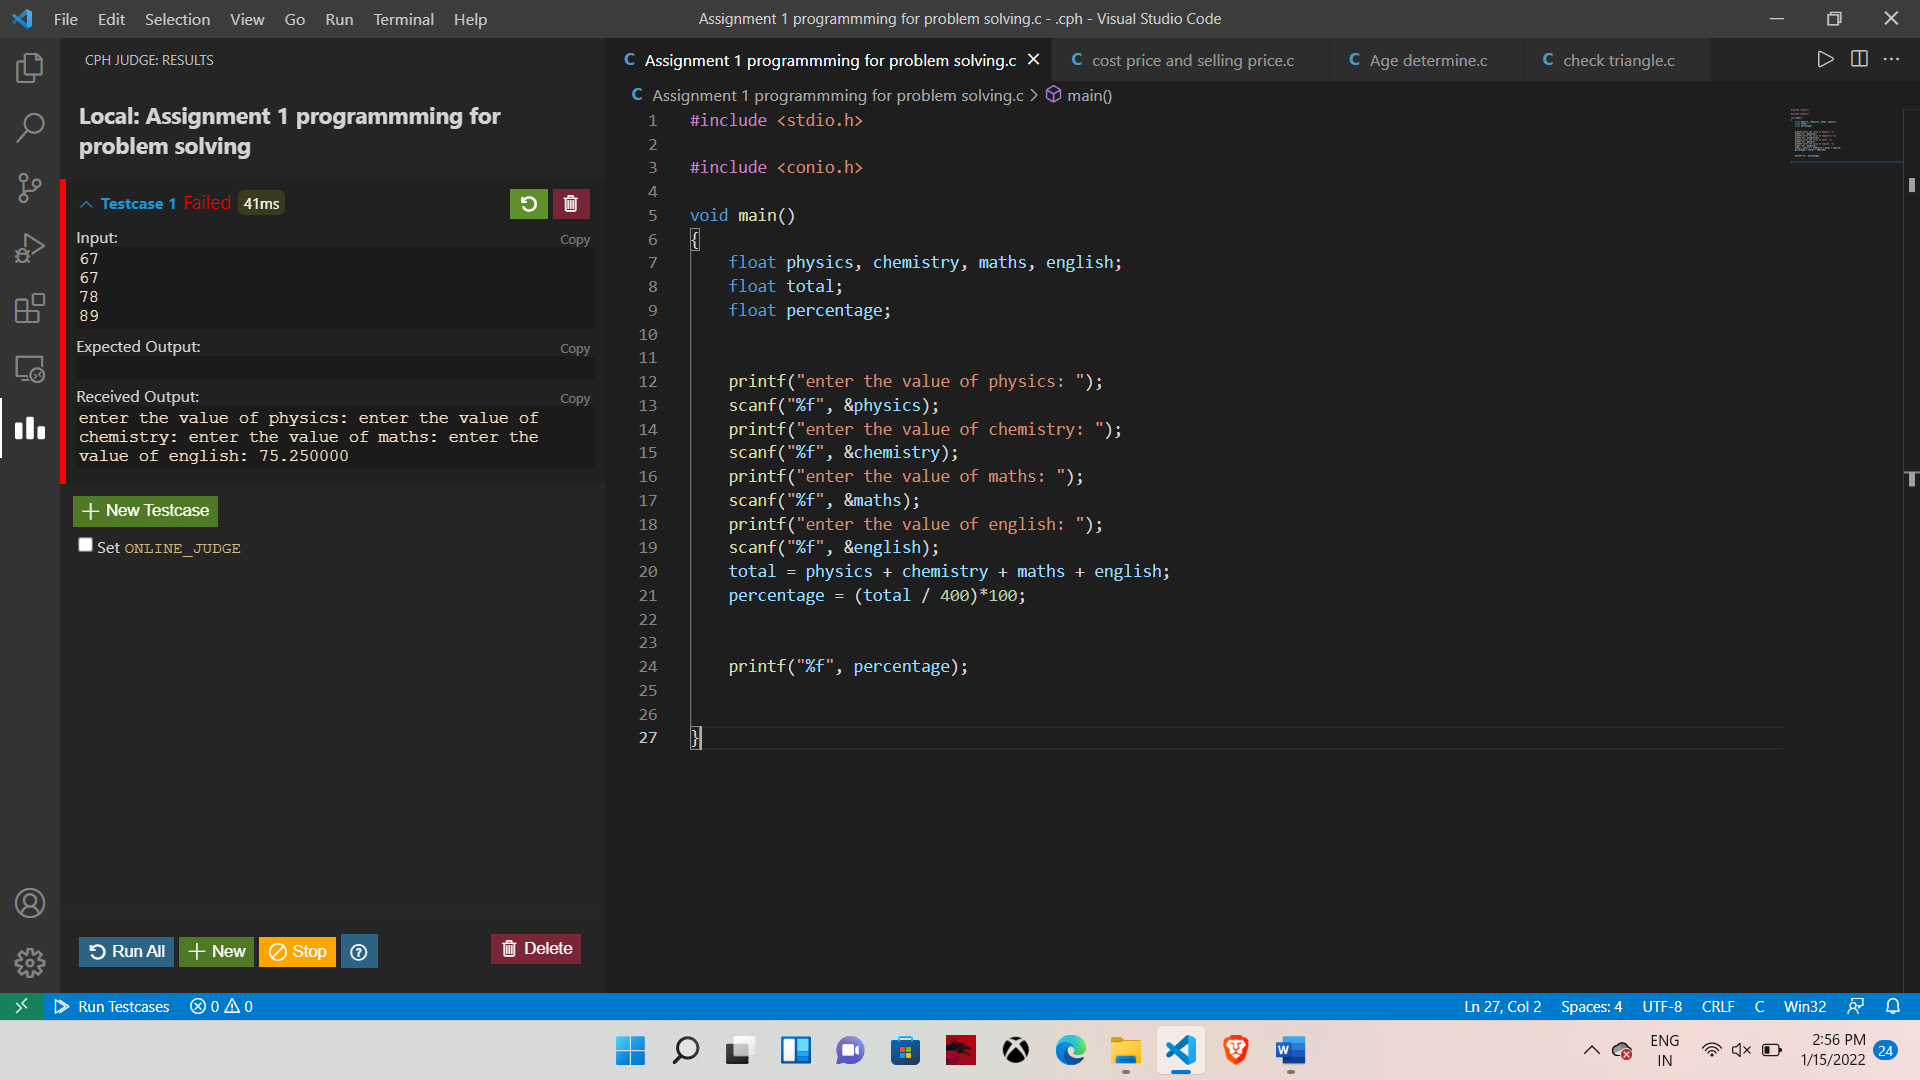 File Edit Selection View Go Run Terminal Help
Assignment 1 programmming for problem solving.c - .cph - Visual Studio Code
CPH JUDGE: RESULTS
Local: Assignment 1 programmming for
problem solving
Testcase 1 Failed 41ms
Input:
Copy
67
67
78
89
Expected Output:
Copy
Received Output:
Copy
enter the value of physics: enter the value of
chemistry: enter the value of maths: enter the
value of english: 75.250000
New Testcase
Set ONLINE_JUDGE
Run All New Stop Delete
C Assignment 1 programmming for problem solving.c C cost price and selling price.c C Age determine.c C check triangle.c
C Assignment 1 programmming for problem solving.c > main()
1 #include <stdio.h>
2
3 #include <conio.h>
4
5 void main()
6 {
7 float physics, chemistry, maths, english;
8 float total;
9 float percentage;
10
11
12 printf("enter the value of physics: ");
13 scanf("%f", &physics);
14 printf("enter the value of chemistry: ");
15 scanf("%f", &chemistry);
16 printf("enter the value of maths: ");
17 scanf("%f", &maths);
18 printf("enter the value of english: ");
19 scanf("%f", &english);
20 total = physics + chemistry + maths + english;
21 percentage = (total / 400)*100;
22
23
24 printf("%f", percentage);
25
26
27 }
Run Testcases 0 0
Ln 27, Col 2 Spaces: 4 UTF-8 CRLF C Win32
ENG
IN
2:56 PM
1/15/2022
24